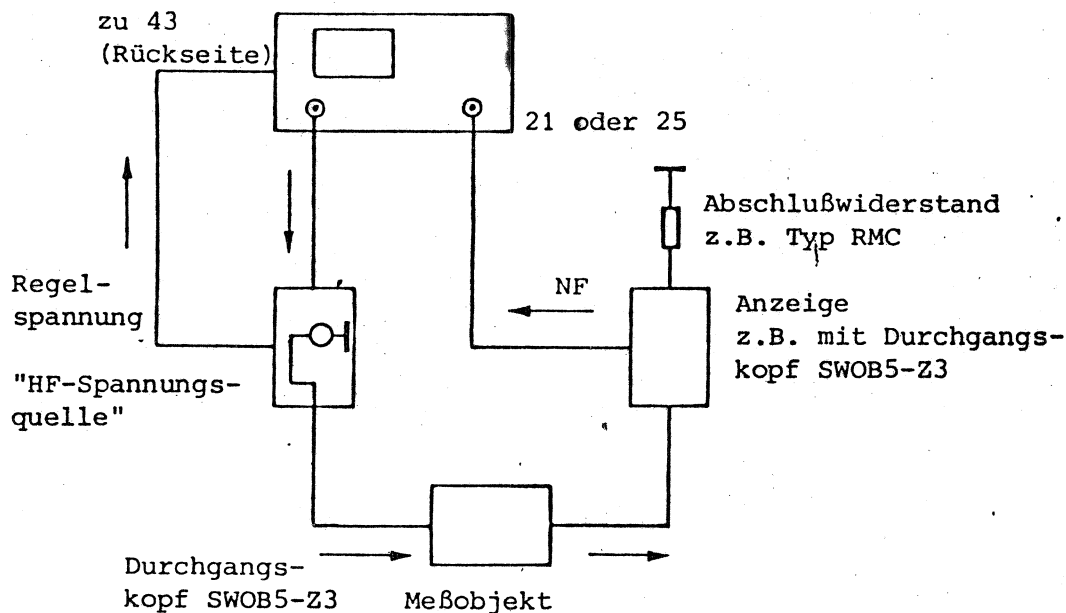 zu 43
(Rückseite)
21 oder 25
Abschlußwiderstand
z.B. Typ RMC
Regel-
spannung
NF
Anzeige
z.B. mit Durchgangs-
kopf SWOB5-Z3
"HF-Spannungs-
quelle"
Durchgangs-
kopf SWOB5-Z3
Meßobjekt